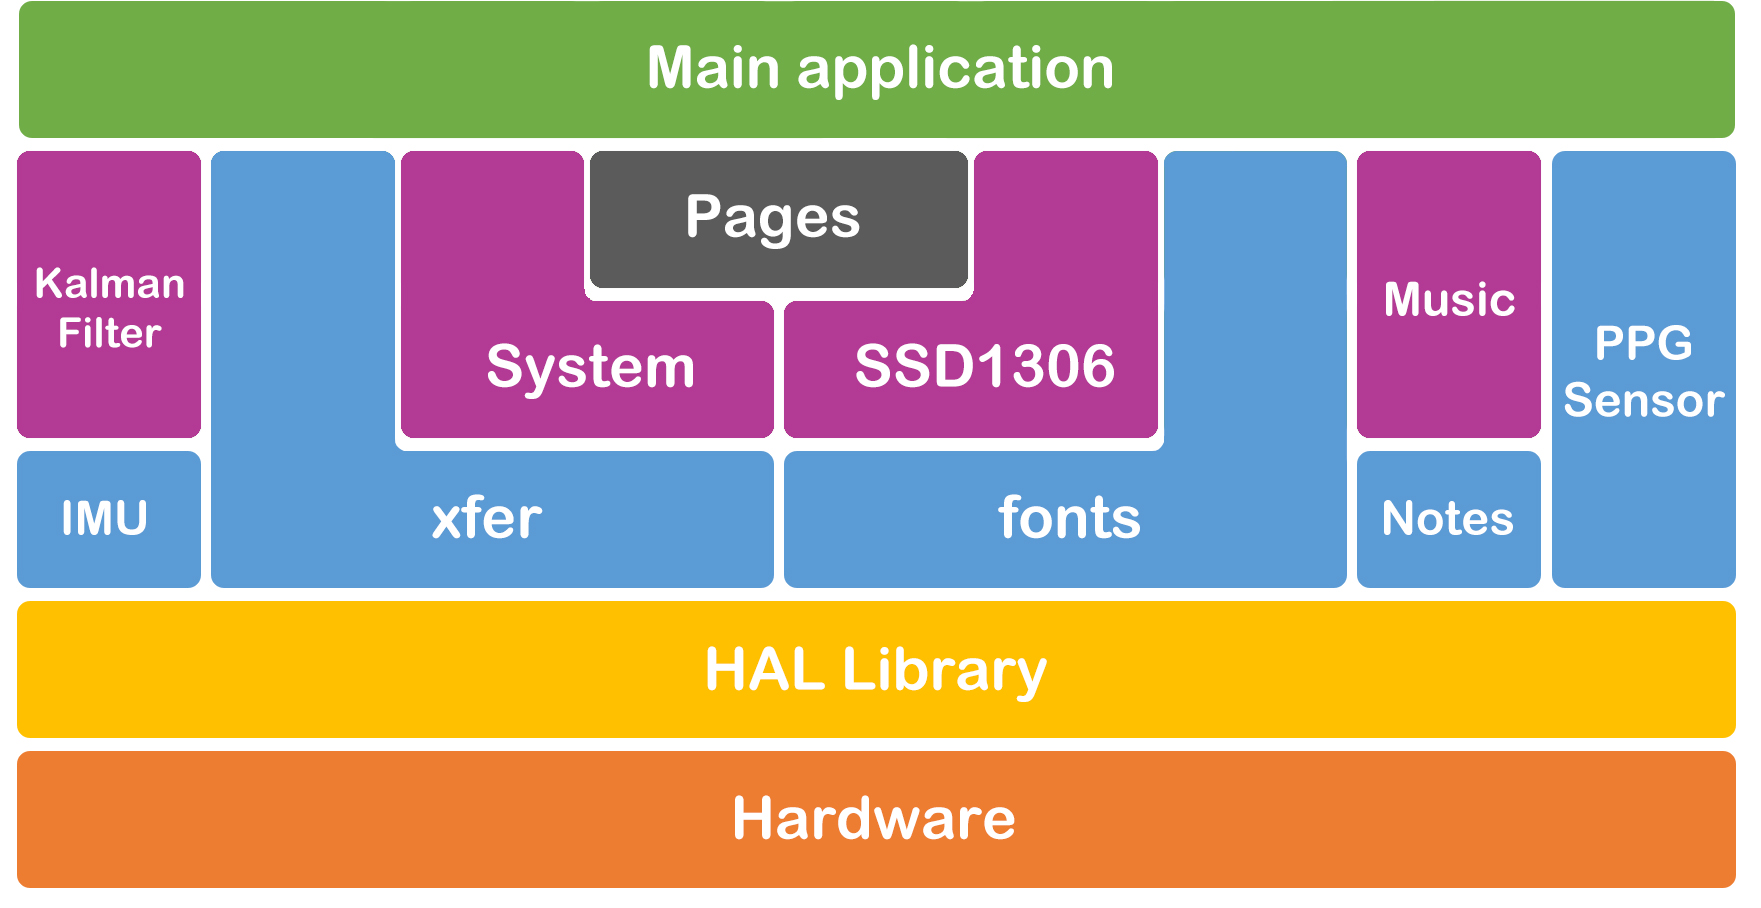 Main application
Pages
Kalman
Filter
System
SSD1306
Music
PPG
Sensor
IMU
xfer
fonts
Notes
HAL Library
Hardware